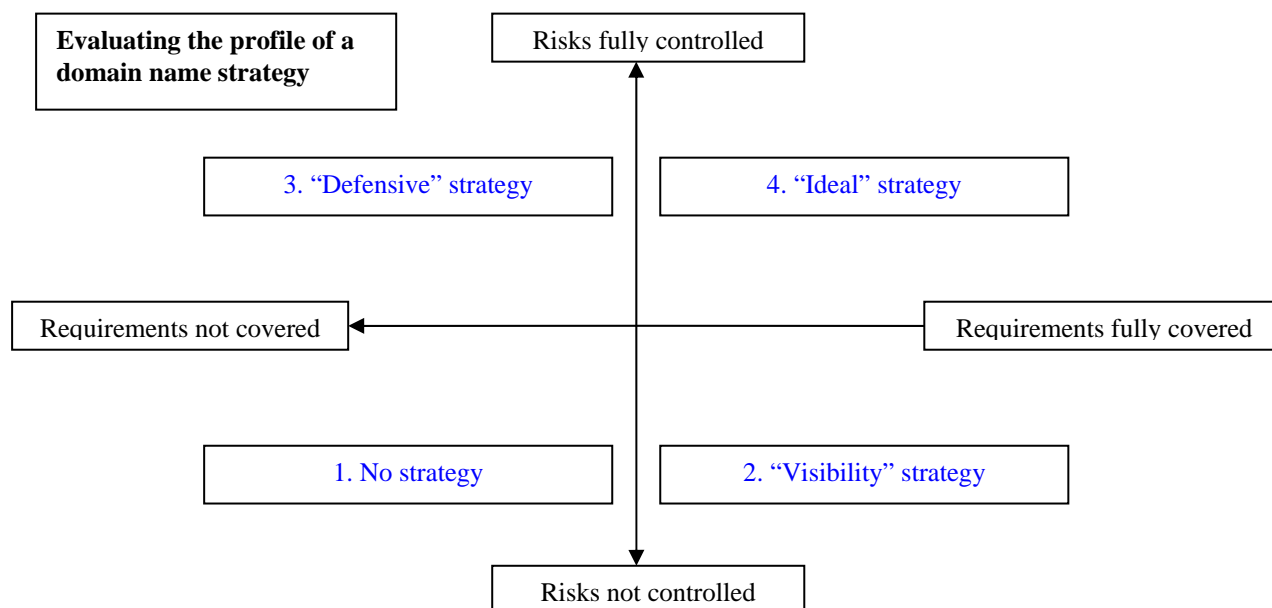 Evaluating the profile of a
domain name strategy
Risks fully controlled
3. “Defensive” strategy
4. “Ideal” strategy
Requirements not covered
Requirements fully covered
1. No strategy
2. “Visibility” strategy
Risks not controlled